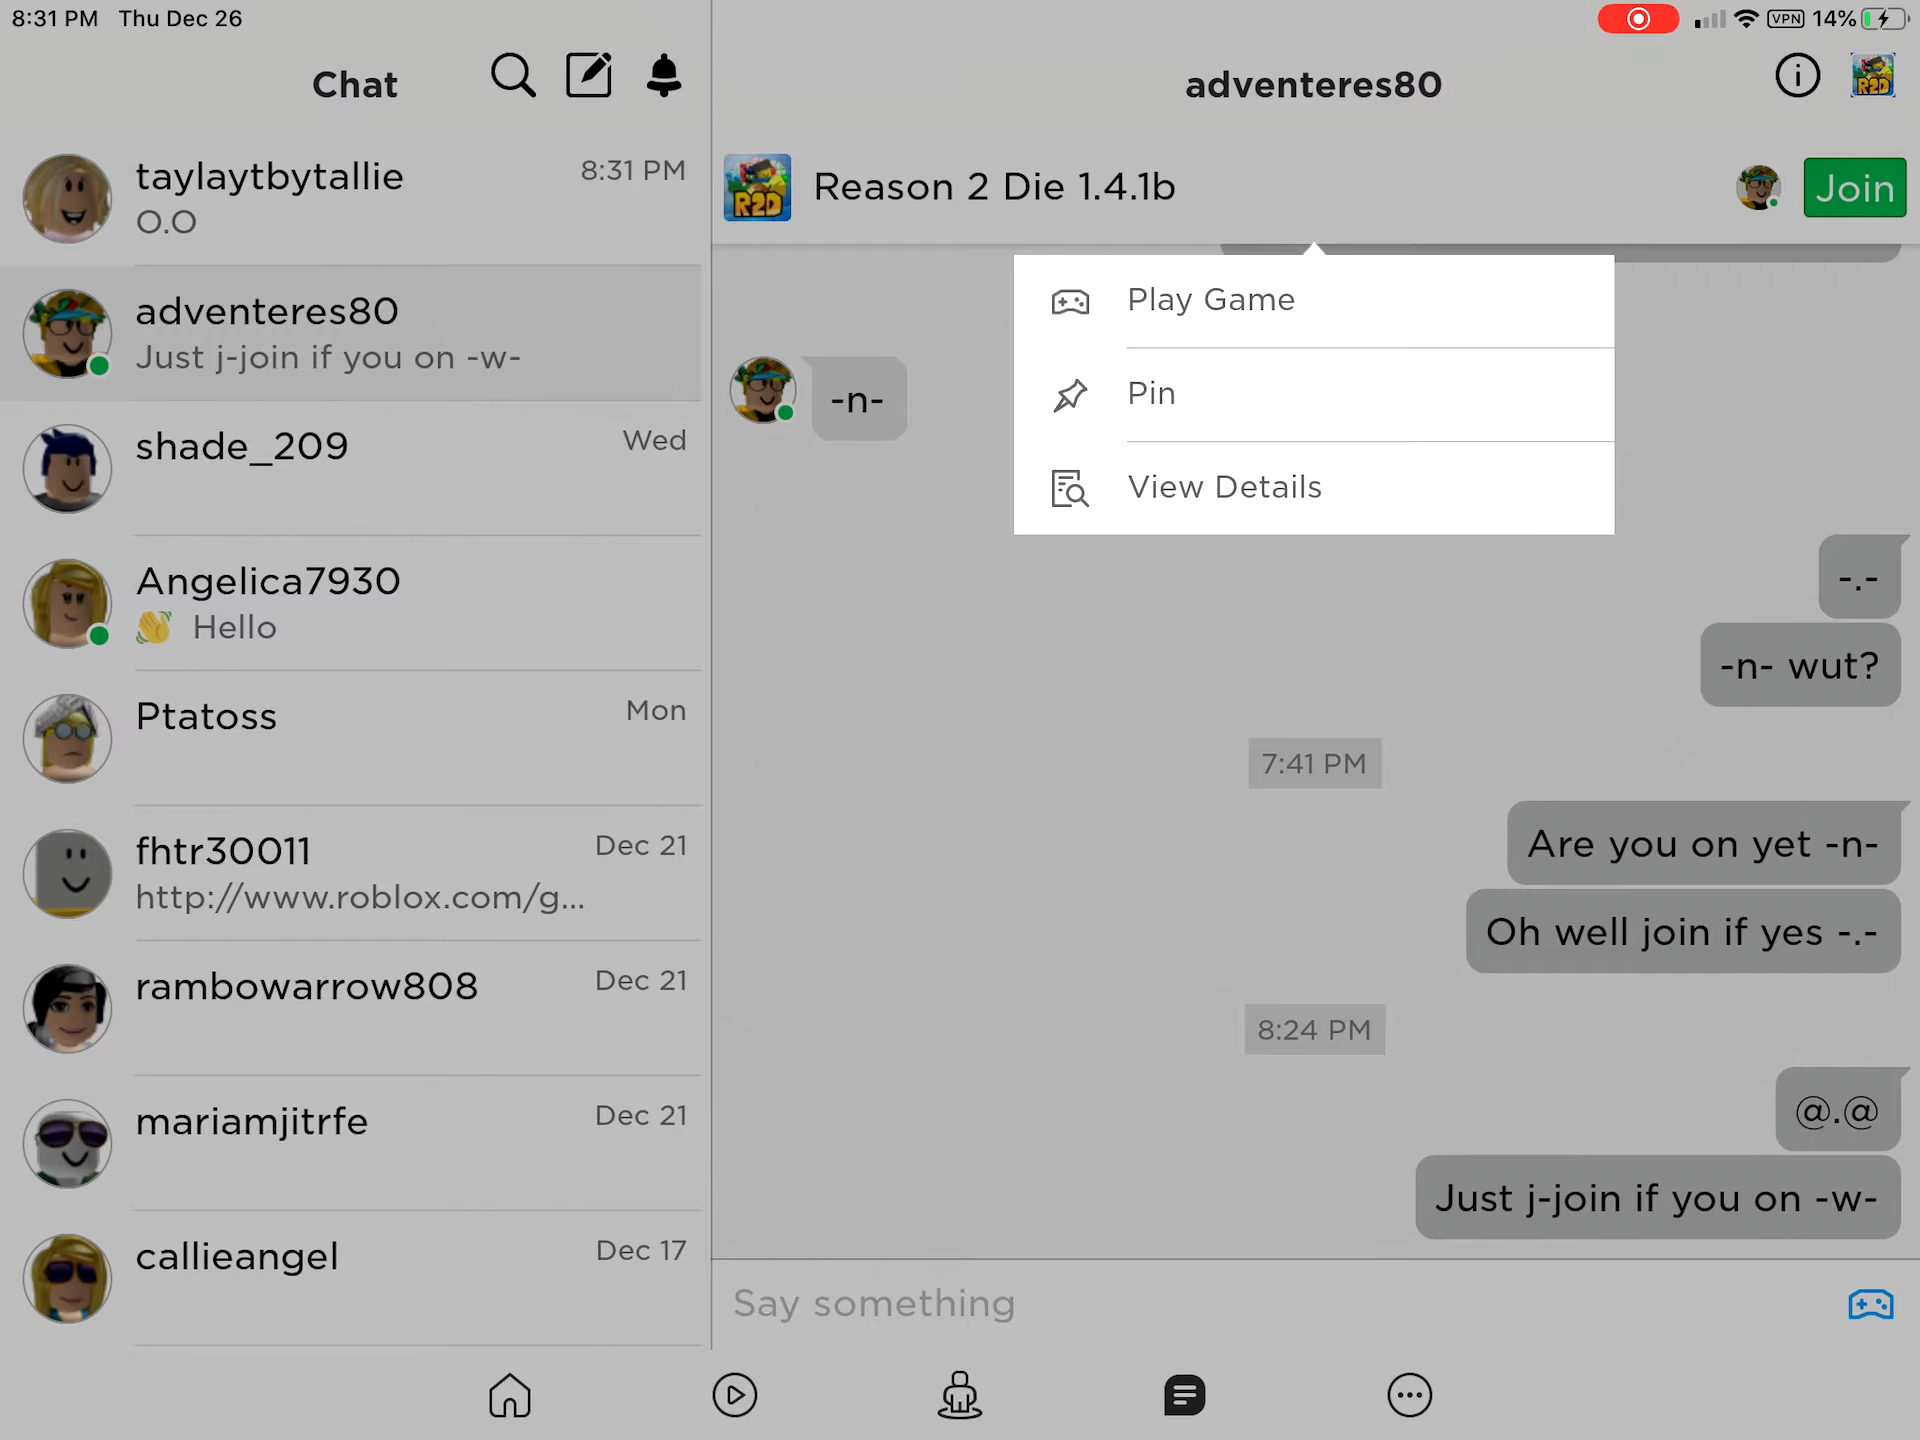 8:31 PM Thu Dec 26
VPN 14%
Chat
adventeres80
R2D
taylaytbytallie 8:31 PM
O.O
adventeres80
Just j-join if you on -w-
shade_209 Wed
Angelica7930
👋 Hello
Ptatoss Mon
fhtr30011 Dec 21
http://www.roblox.com/g...
rambowarrow808 Dec 21
mariamjitrfe Dec 21
callieangel Dec 17
R2D
Reason 2 Die 1.4.1b
Join
Play Game
Pin
View Details
-n-
-.-
-n- wut?
7:41 PM
Are you on yet -n-
Oh well join if yes -.-
8:24 PM
@.@
Just j-join if you on -w-
Say something